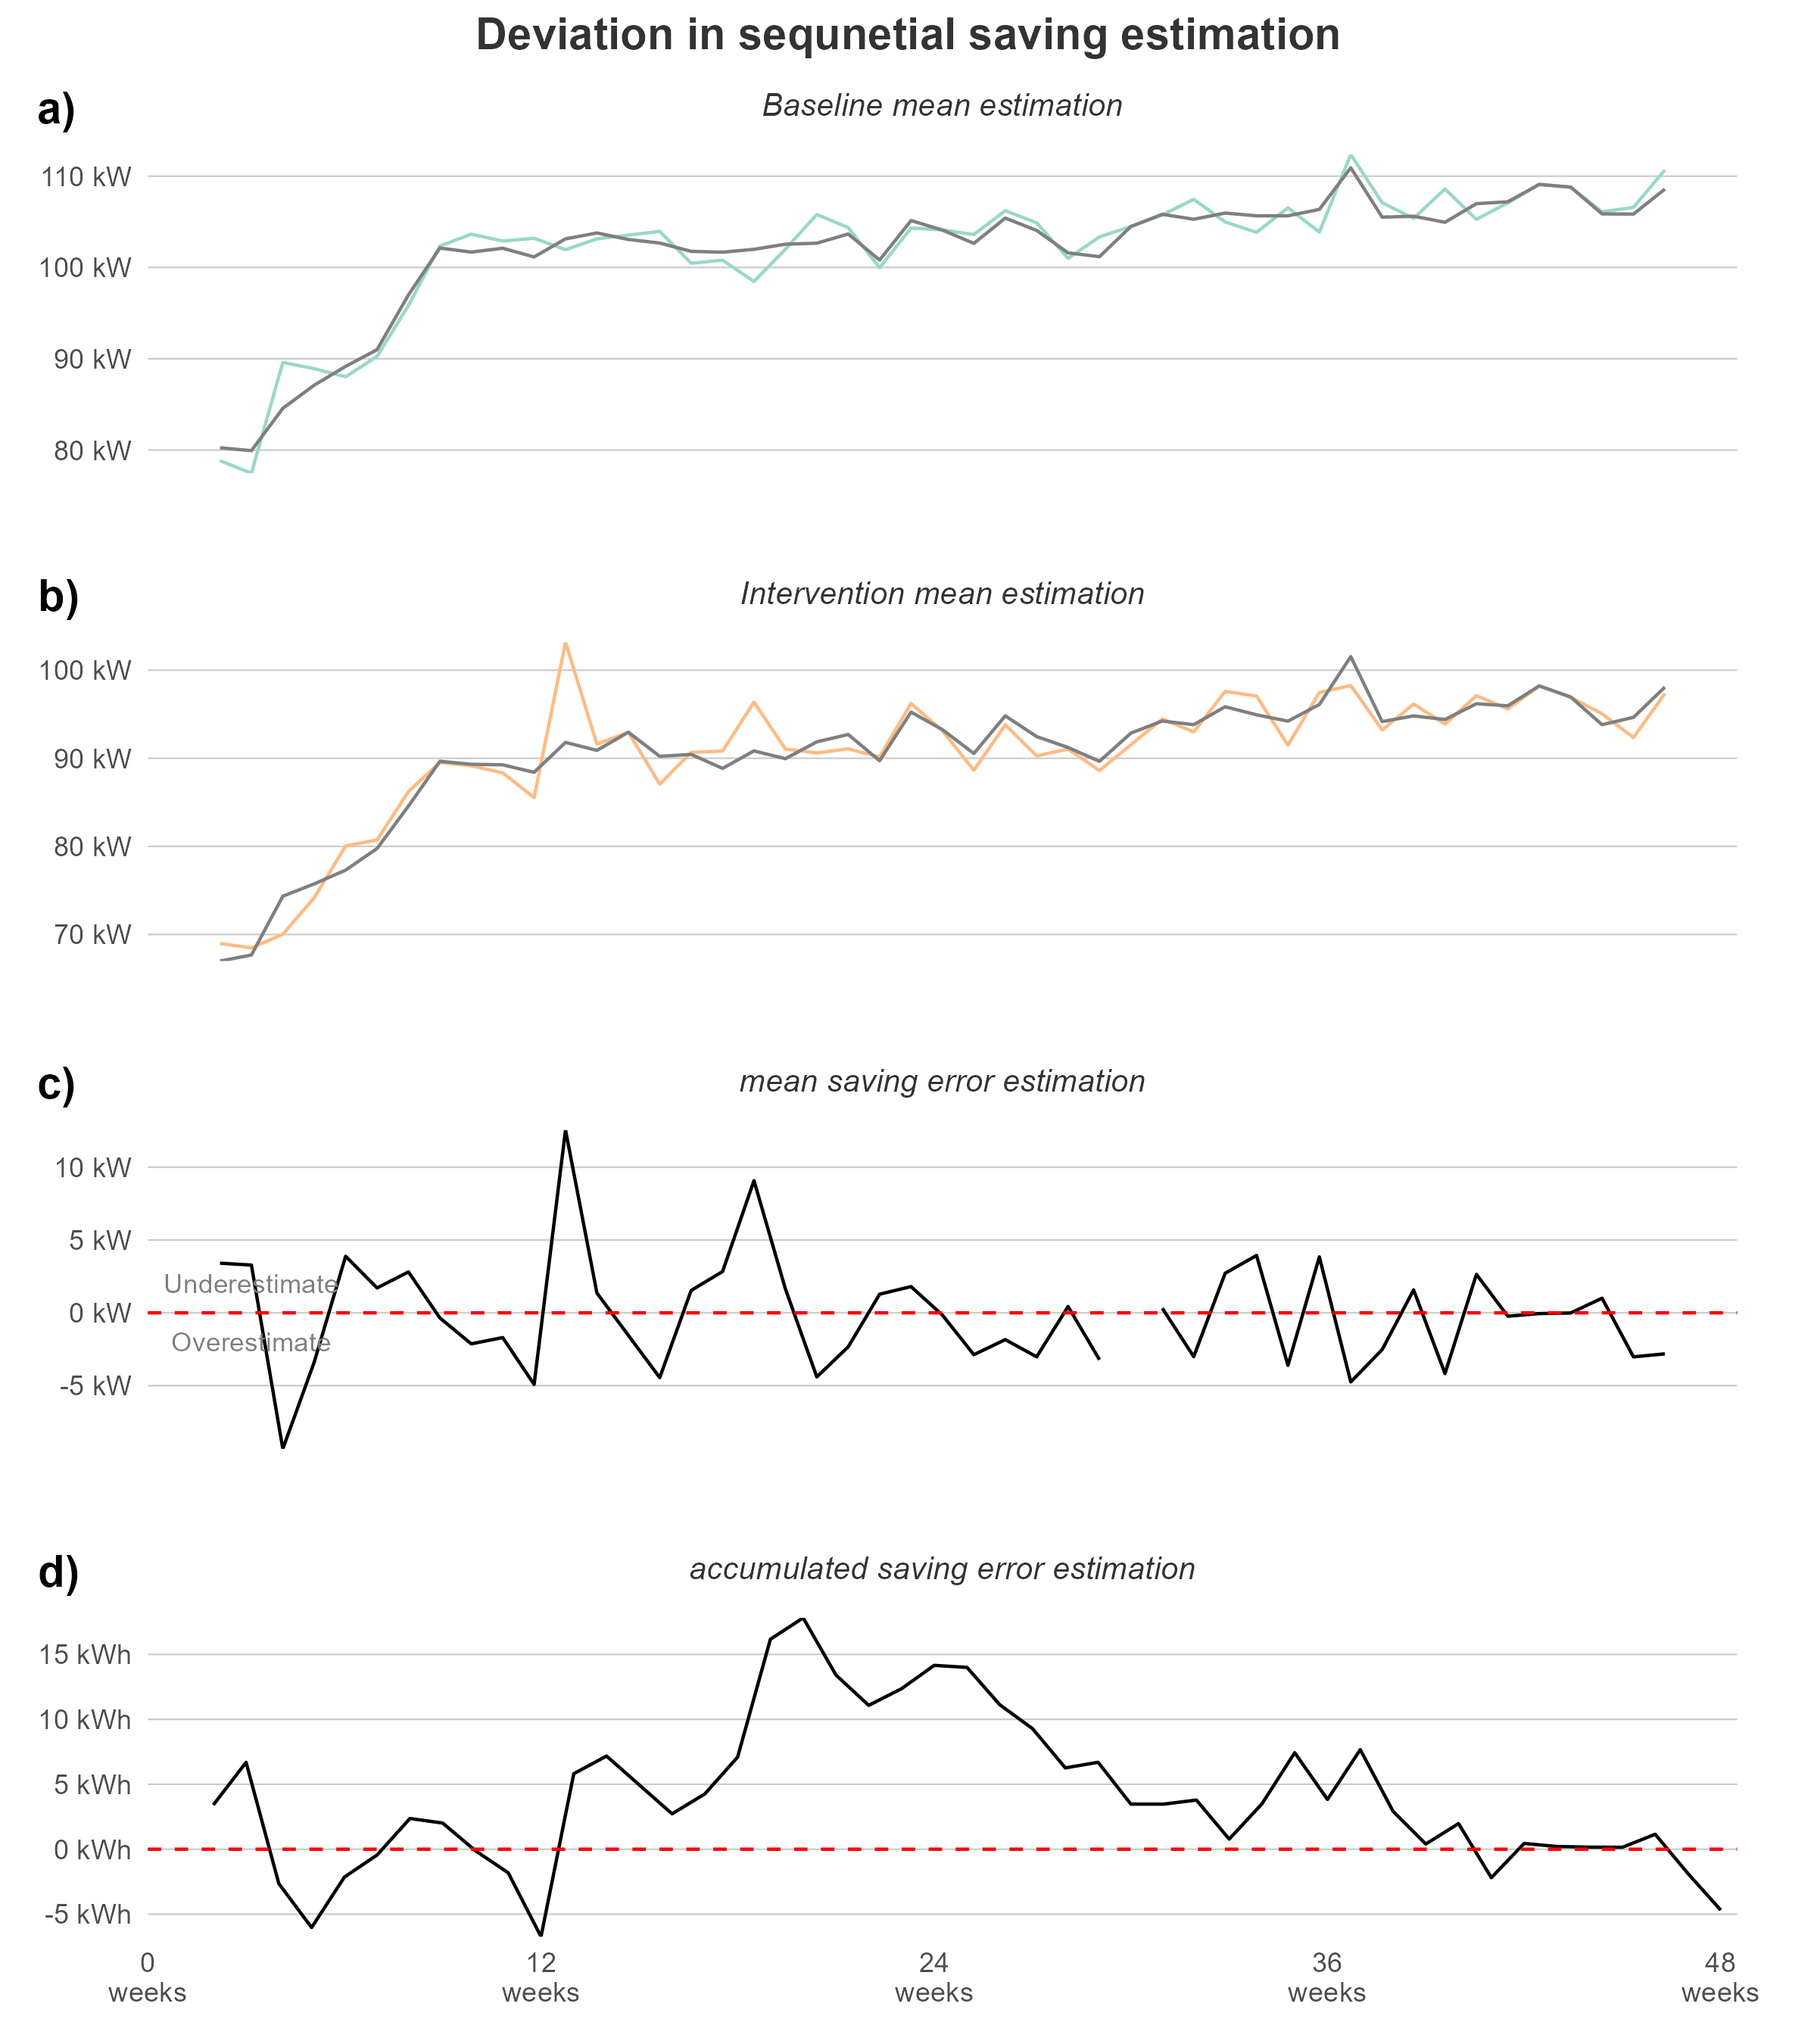 Deviation in sequnetial saving estimation
a)
Baseline mean estimation
110 kW
100 kW
90 kW
80 kW
b)
Intervention mean estimation
100 kW
90 kW
80 kW
70 kW
c)
mean saving error estimation
10 kW
5 kW
Underestimate
0 kW
Overestimate
-5 kW
d)
accumulated saving error estimation
15 kWh
10 kWh
5 kWh
0 kWh
-5 kWh
0 12 24 36 48
weeks weeks weeks weeks weeks